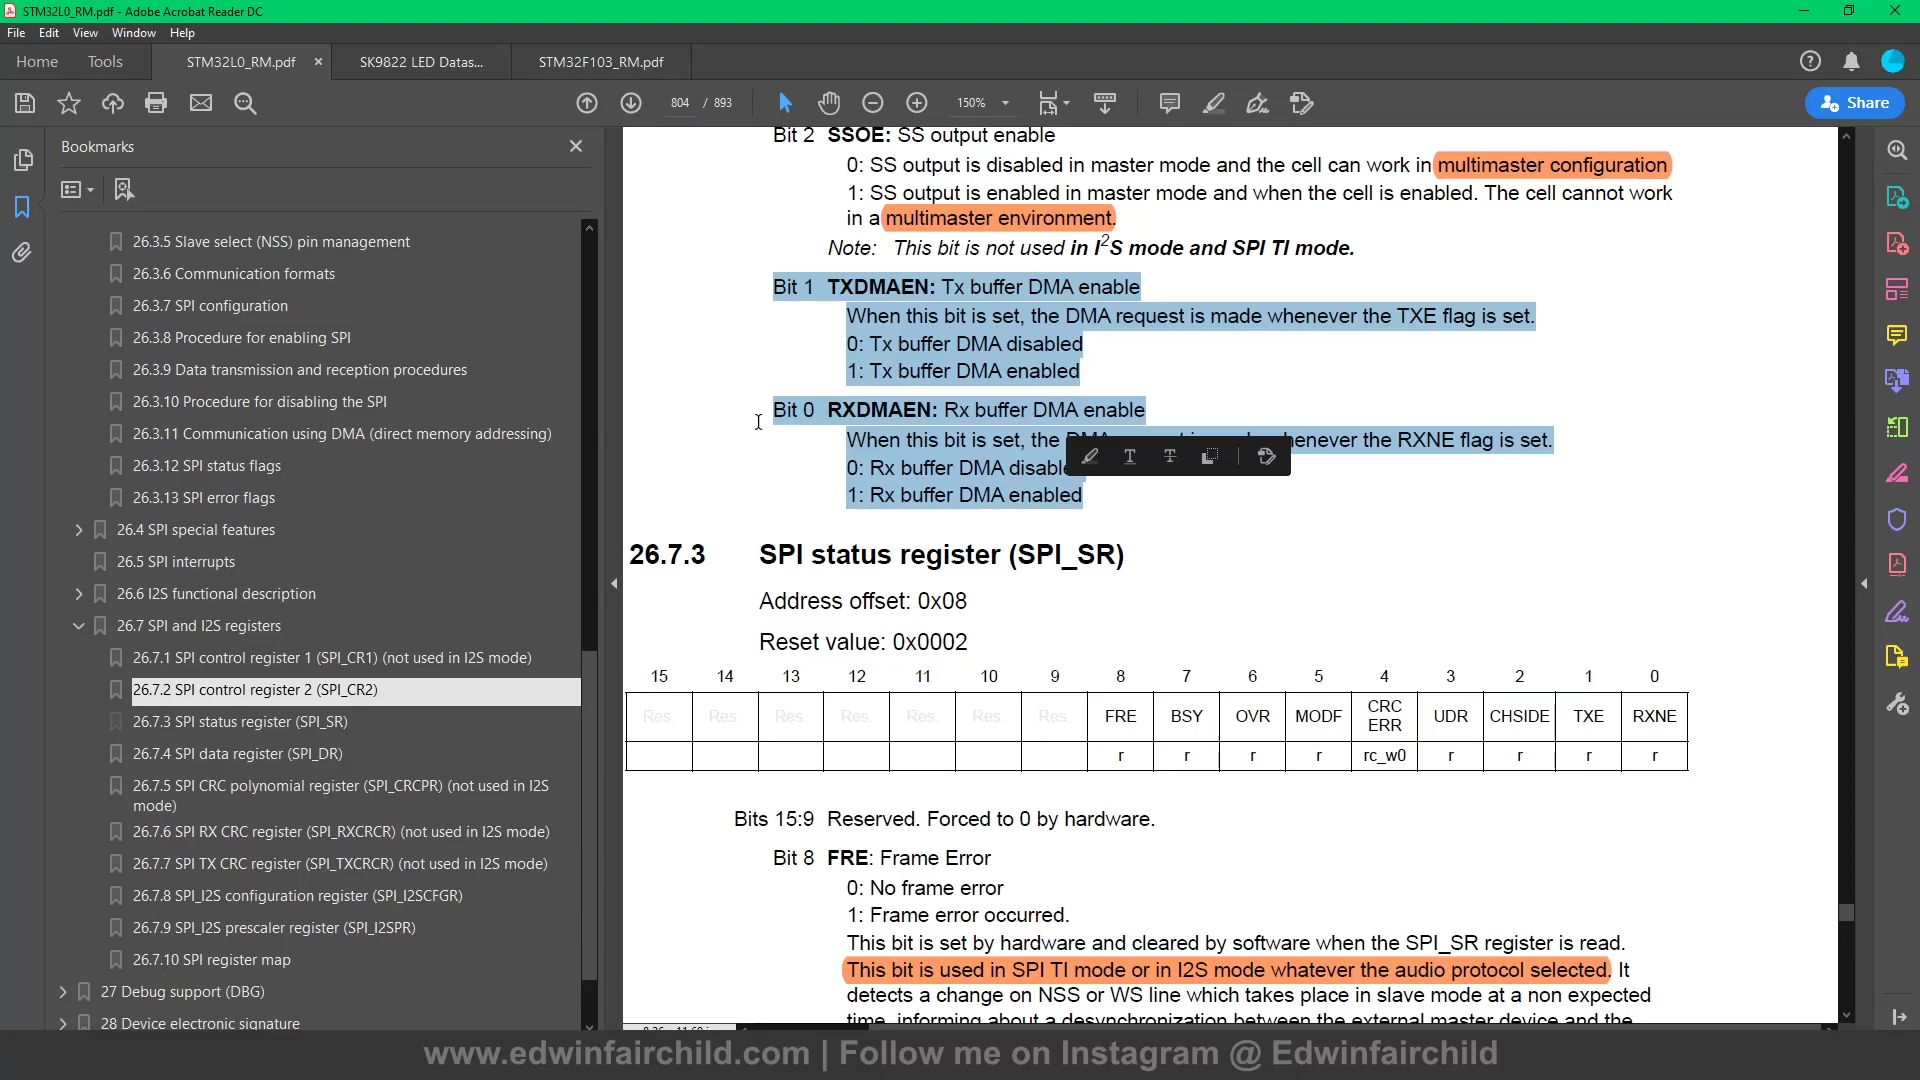 STM32L0_RM.pdf - Adobe Acrobat Reader DC
File Edit View Window Help
Home Tools STM32L0_RM.pdf × SK9822 LED Datas... STM32F103_RM.pdf
804 / 893 150% Share
Bookmarks
26.3.5 Slave select (NSS) pin management
26.3.6 Communication formats
26.3.7 SPI configuration
26.3.8 Procedure for enabling SPI
26.3.9 Data transmission and reception procedures
26.3.10 Procedure for disabling the SPI
26.3.11 Communication using DMA (direct memory addressing)
26.3.12 SPI status flags
26.3.13 SPI error flags
26.4 SPI special features
26.5 SPI interrupts
26.6 I2S functional description
26.7 SPI and I2S registers
26.7.1 SPI control register 1 (SPI_CR1) (not used in I2S mode)
26.7.2 SPI control register 2 (SPI_CR2)
26.7.3 SPI status register (SPI_SR)
26.7.4 SPI data register (SPI_DR)
26.7.5 SPI CRC polynomial register (SPI_CRCPR) (not used in I2S
mode)
26.7.6 SPI RX CRC register (SPI_RXCRCR) (not used in I2S mode)
26.7.7 SPI TX CRC register (SPI_TXCRCR) (not used in I2S mode)
26.7.8 SPI_I2S configuration register (SPI_I2SCFGR)
26.7.9 SPI_I2S prescaler register (SPI_I2SPR)
26.7.10 SPI register map
27 Debug support (DBG)
28 Device electronic signature
Bit 2 SSOE: SS output enable
0: SS output is disabled in master mode and the cell can work in multimaster configuration
1: SS output is enabled in master mode and when the cell is enabled. The cell cannot work
in a multimaster environment.
Note: This bit is not used in I2S mode and SPI TI mode.
Bit 1 TXDMAEN: Tx buffer DMA enable
When this bit is set, the DMA request is made whenever the TXE flag is set.
0: Tx buffer DMA disabled
1: Tx buffer DMA enabled
Bit 0 RXDMAEN: Rx buffer DMA enable
When this bit is set, the henever the RXNE flag is set.
0: Rx buffer DMA disable
1: Rx buffer DMA enabled
26.7.3 SPI status register (SPI_SR)
Address offset: 0x08
Reset value: 0x0002
15 14 13 12 11 10 9 8 7 6 5 4 3 2 1 0
Res. Res. Res. Res. Res. Res. Res. FRE BSY OVR MODF CRC ERR UDR CHSIDE TXE RXNE
r r r r rc_w0 r r r r
Bits 15:9 Reserved. Forced to 0 by hardware.
Bit 8 FRE: Frame Error
0: No frame error
1: Frame error occurred.
This bit is set by hardware and cleared by software when the SPI_SR register is read.
This bit is used in SPI TI mode or in I2S mode whatever the audio protocol selected. It
detects a change on NSS or WS line which takes place in slave mode at a non expected
time, informing about a desynchronization between the external master device and the
www.edwinfairchild.com | Follow me on Instagram @ Edwinfairchild